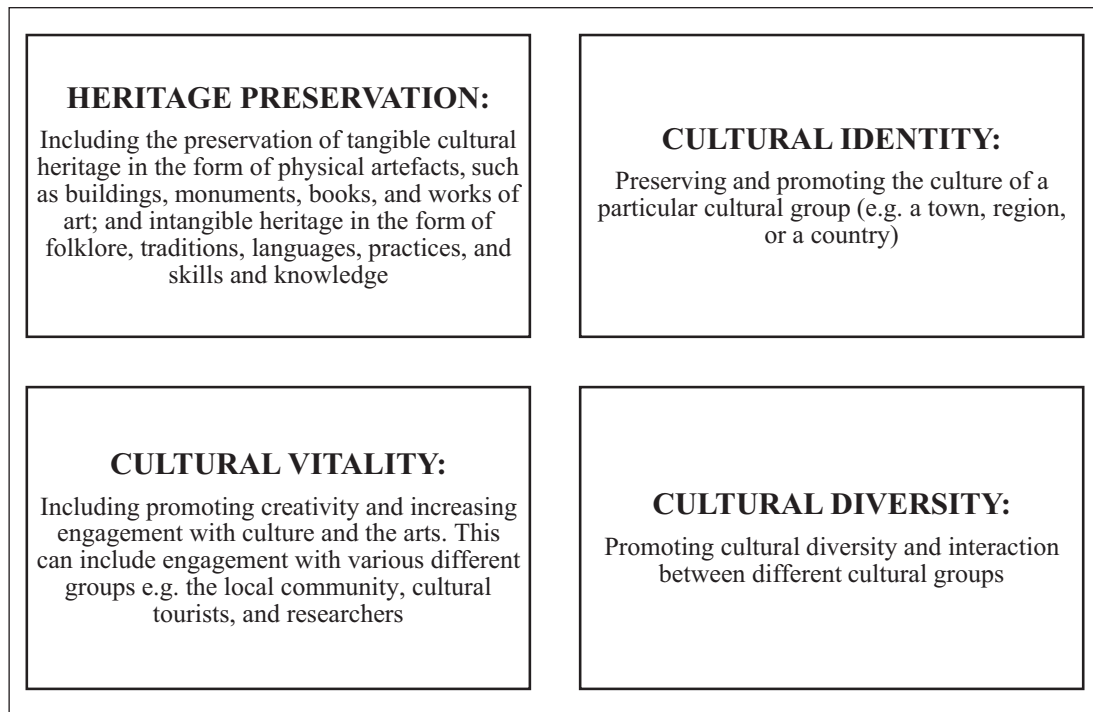 HERITAGE PRESERVATION:
Including the preservation of tangible cultural
heritage in the form of physical artefacts, such
as buildings, monuments, books, and works of
art; and intangible heritage in the form of
folklore, traditions, languages, practices, and
skills and knowledge
CULTURAL IDENTITY:
Preserving and promoting the culture of a
particular cultural group (e.g. a town, region,
or a country)
CULTURAL VITALITY:
Including promoting creativity and increasing
engagement with culture and the arts. This
can include engagement with various different
groups e.g. the local community, cultural
tourists, and researchers
CULTURAL DIVERSITY:
Promoting cultural diversity and interaction
between different cultural groups